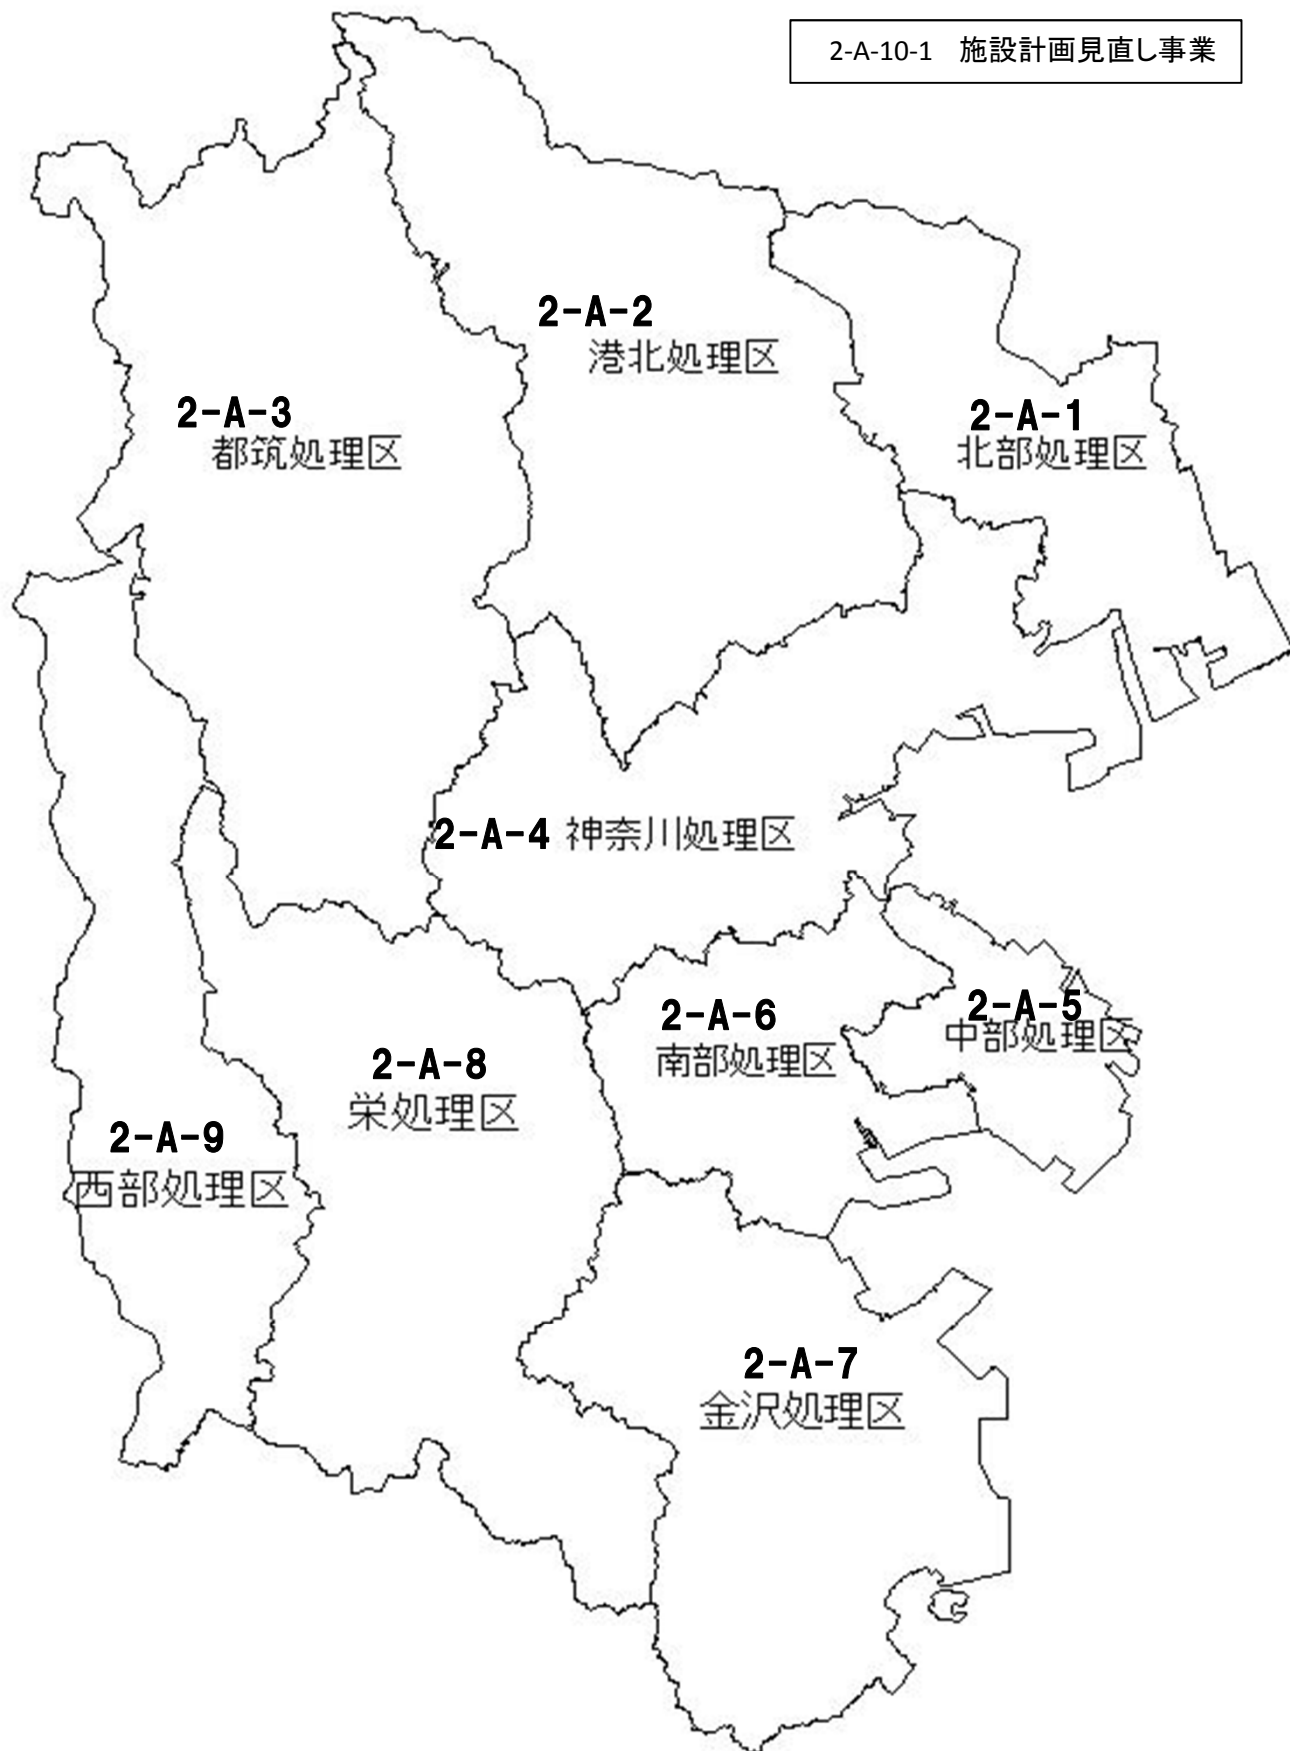 2-A-10-1 施設計画見直し事業
2-A-2
港北処理区
2-A-3
都筑処理区
2-A-1
北部処理区
2-A-4 神奈川処理区
2-A-6
南部処理区
2-A-5
中部処理区
2-A-8
栄処理区
2-A-9
西部処理区
2-A-7
金沢処理区